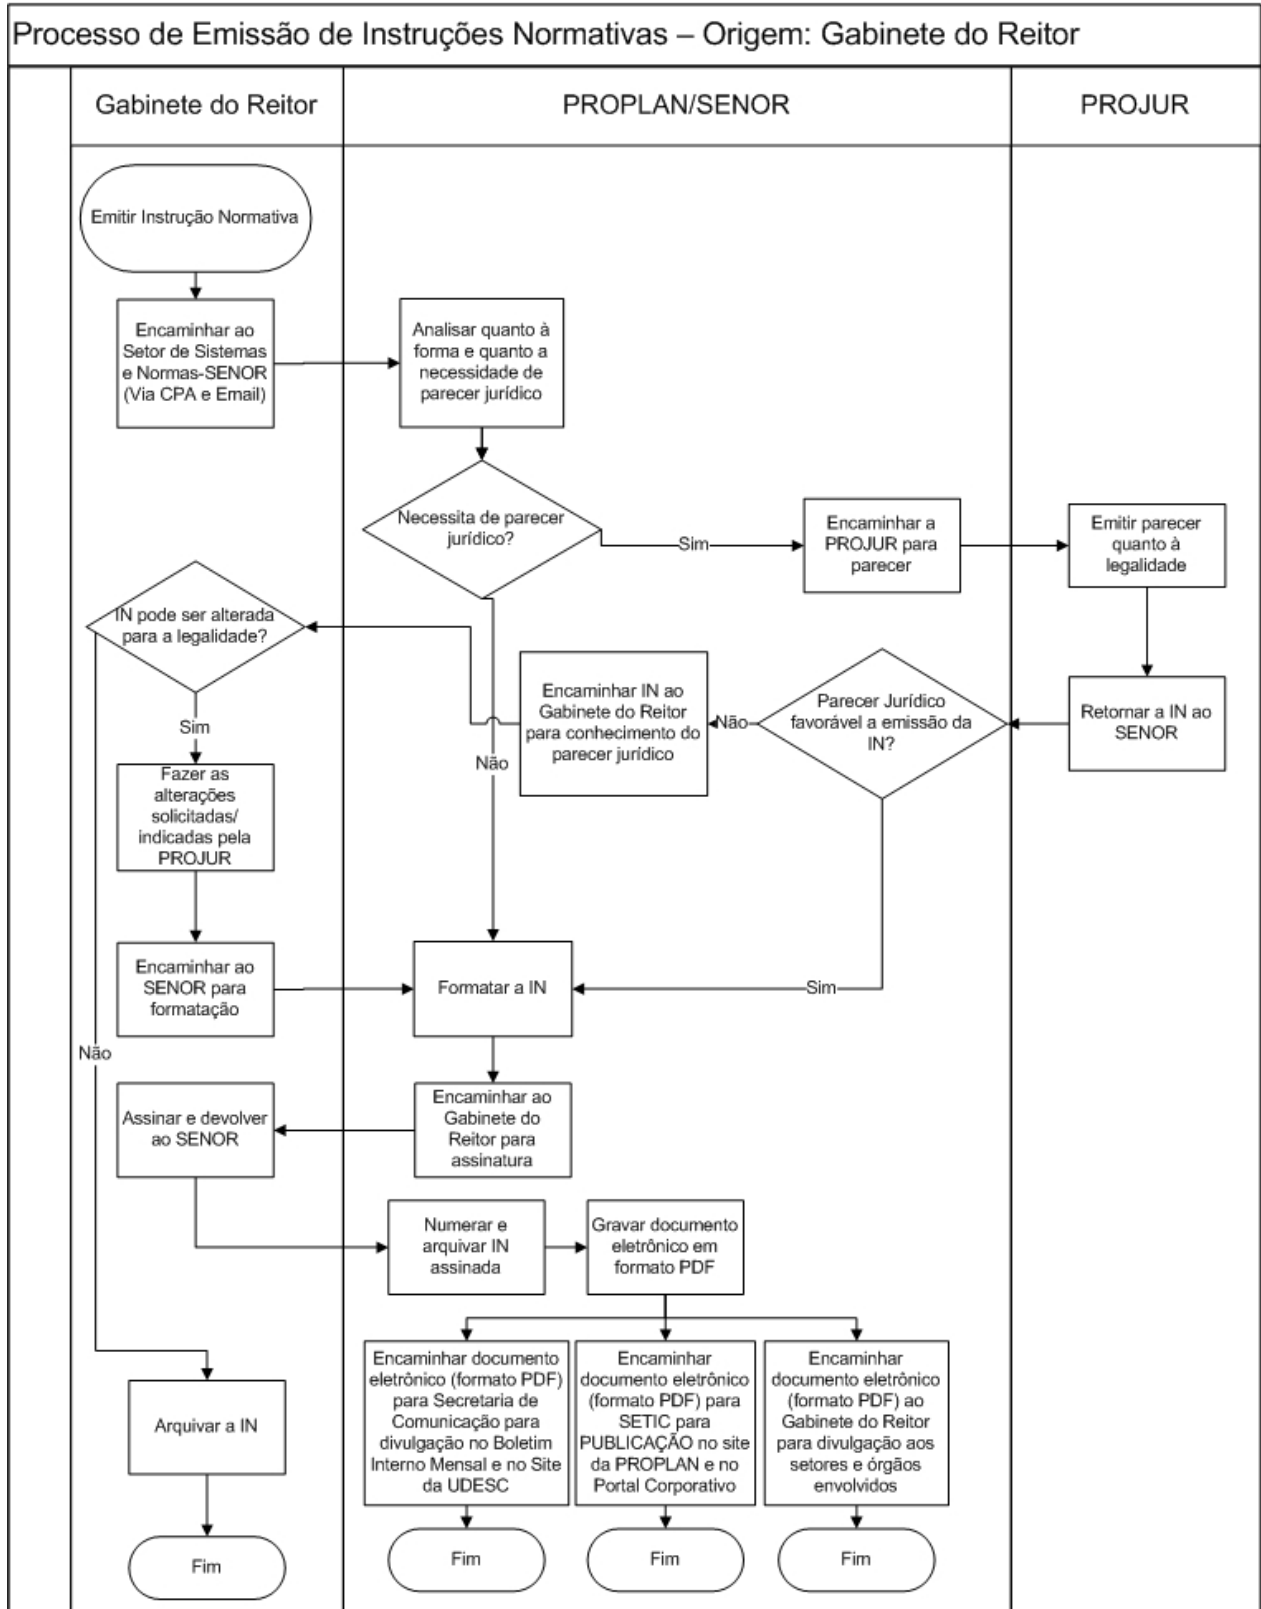 Processo de Emissão de Instruções Normativas – Origem: Gabinete do Reitor
Gabinete do Reitor
PROPLAN/SENOR
PROJUR
Emitir Instrução Normativa
Encaminhar ao
Setor de Sistemas
e Normas-SENOR
(Via CPA e Email)
Analisar quanto à
forma e quanto a
necessidade de
parecer jurídico
Necessita de parecer
jurídico?
Sim
Encaminhar a
PROJUR para
parecer
Emitir parecer
quanto à
legalidade
IN pode ser alterada
para a legalidade?
Encaminhar IN ao
Gabinete do Reitor
para conhecimento do
parecer jurídico
Não
Parecer Jurídico
favorável a emissão da
IN?
Retornar a IN ao
SENOR
Sim
Não
Fazer as
alterações
solicitadas/
indicadas pela
PROJUR
Encaminhar ao
SENOR para
formatação
Formatar a IN
Sim
Não
Assinar e devolver
ao SENOR
Encaminhar ao
Gabinete do
Reitor para
assinatura
Numerar e
arquivar IN
assinada
Gravar documento
eletrônico em
formato PDF
Encaminhar documento
eletrônico (formato PDF)
para Secretaria de
Comunicação para
divulgação no Boletim
Interno Mensal e no Site
da UDESC
Encaminhar
documento eletrônico
(formato PDF) para
SETIC para
PUBLICAÇÃO no site
da PROPLAN e no
Portal Corporativo
Encaminhar
documento eletrônico
(formato PDF) ao
Gabinete do Reitor
para divulgação aos
setores e órgãos
envolvidos
Arquivar a IN
Fim
Fim
Fim
Fim